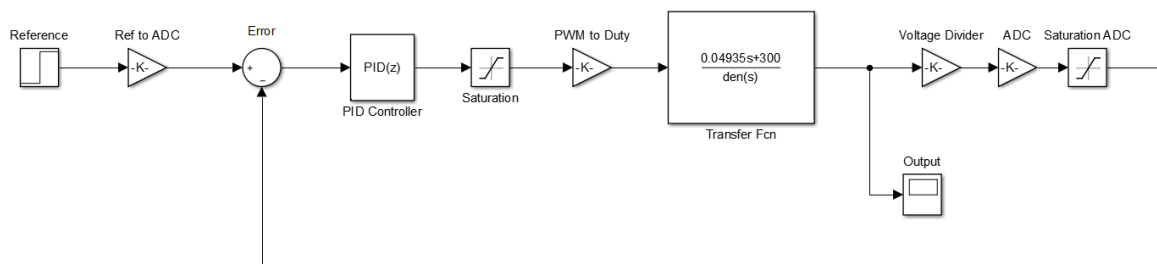 Reference
Ref to ADC
-K-
Error
+
−
PID(z)
PID Controller
Saturation
PWM to Duty
-K-
0.04935s+300
den(s)
Transfer Fcn
Voltage Divider
-K-
ADC
-K-
Saturation ADC
Output